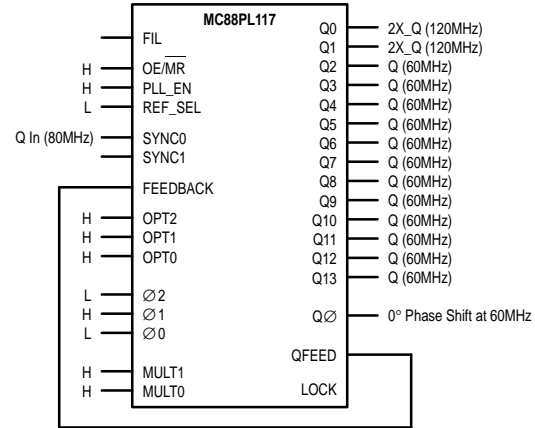 MC88PL117
FIL
OE/MR
PLL_EN
REF_SEL
SYNC0
SYNC1
FEEDBACK
OPT2
OPT1
OPT0
∅2
∅1
∅0
MULT1
MULT0
H
H
L
Q In (80MHz)
H
H
H
L
H
L
H
H
Q0 2X_Q (120MHz)
Q1 2X_Q (120MHz)
Q2 Q (60MHz)
Q3 Q (60MHz)
Q4 Q (60MHz)
Q5 Q (60MHz)
Q6 Q (60MHz)
Q7 Q (60MHz)
Q8 Q (60MHz)
Q9 Q (60MHz)
Q10 Q (60MHz)
Q11 Q (60MHz)
Q12 Q (60MHz)
Q13 Q (60MHz)
Q∅ 0° Phase Shift at 60MHz
QFEED
LOCK